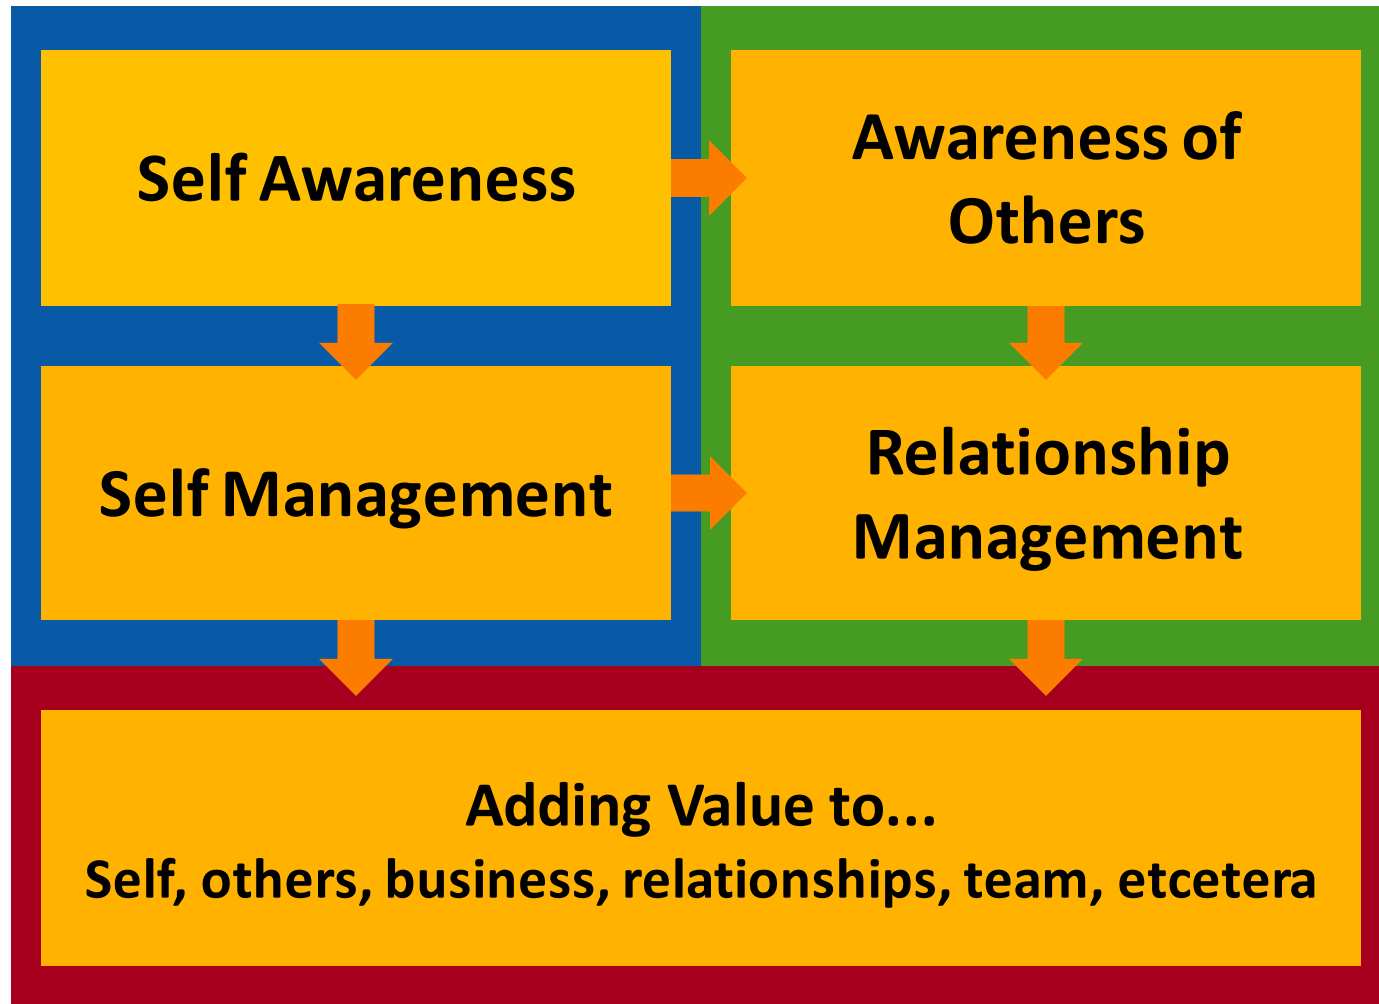 Self Awareness
Awareness of
Others
Self Management
Relationship
Management
Adding Value to...
Self, others, business, relationships, team, etcetera